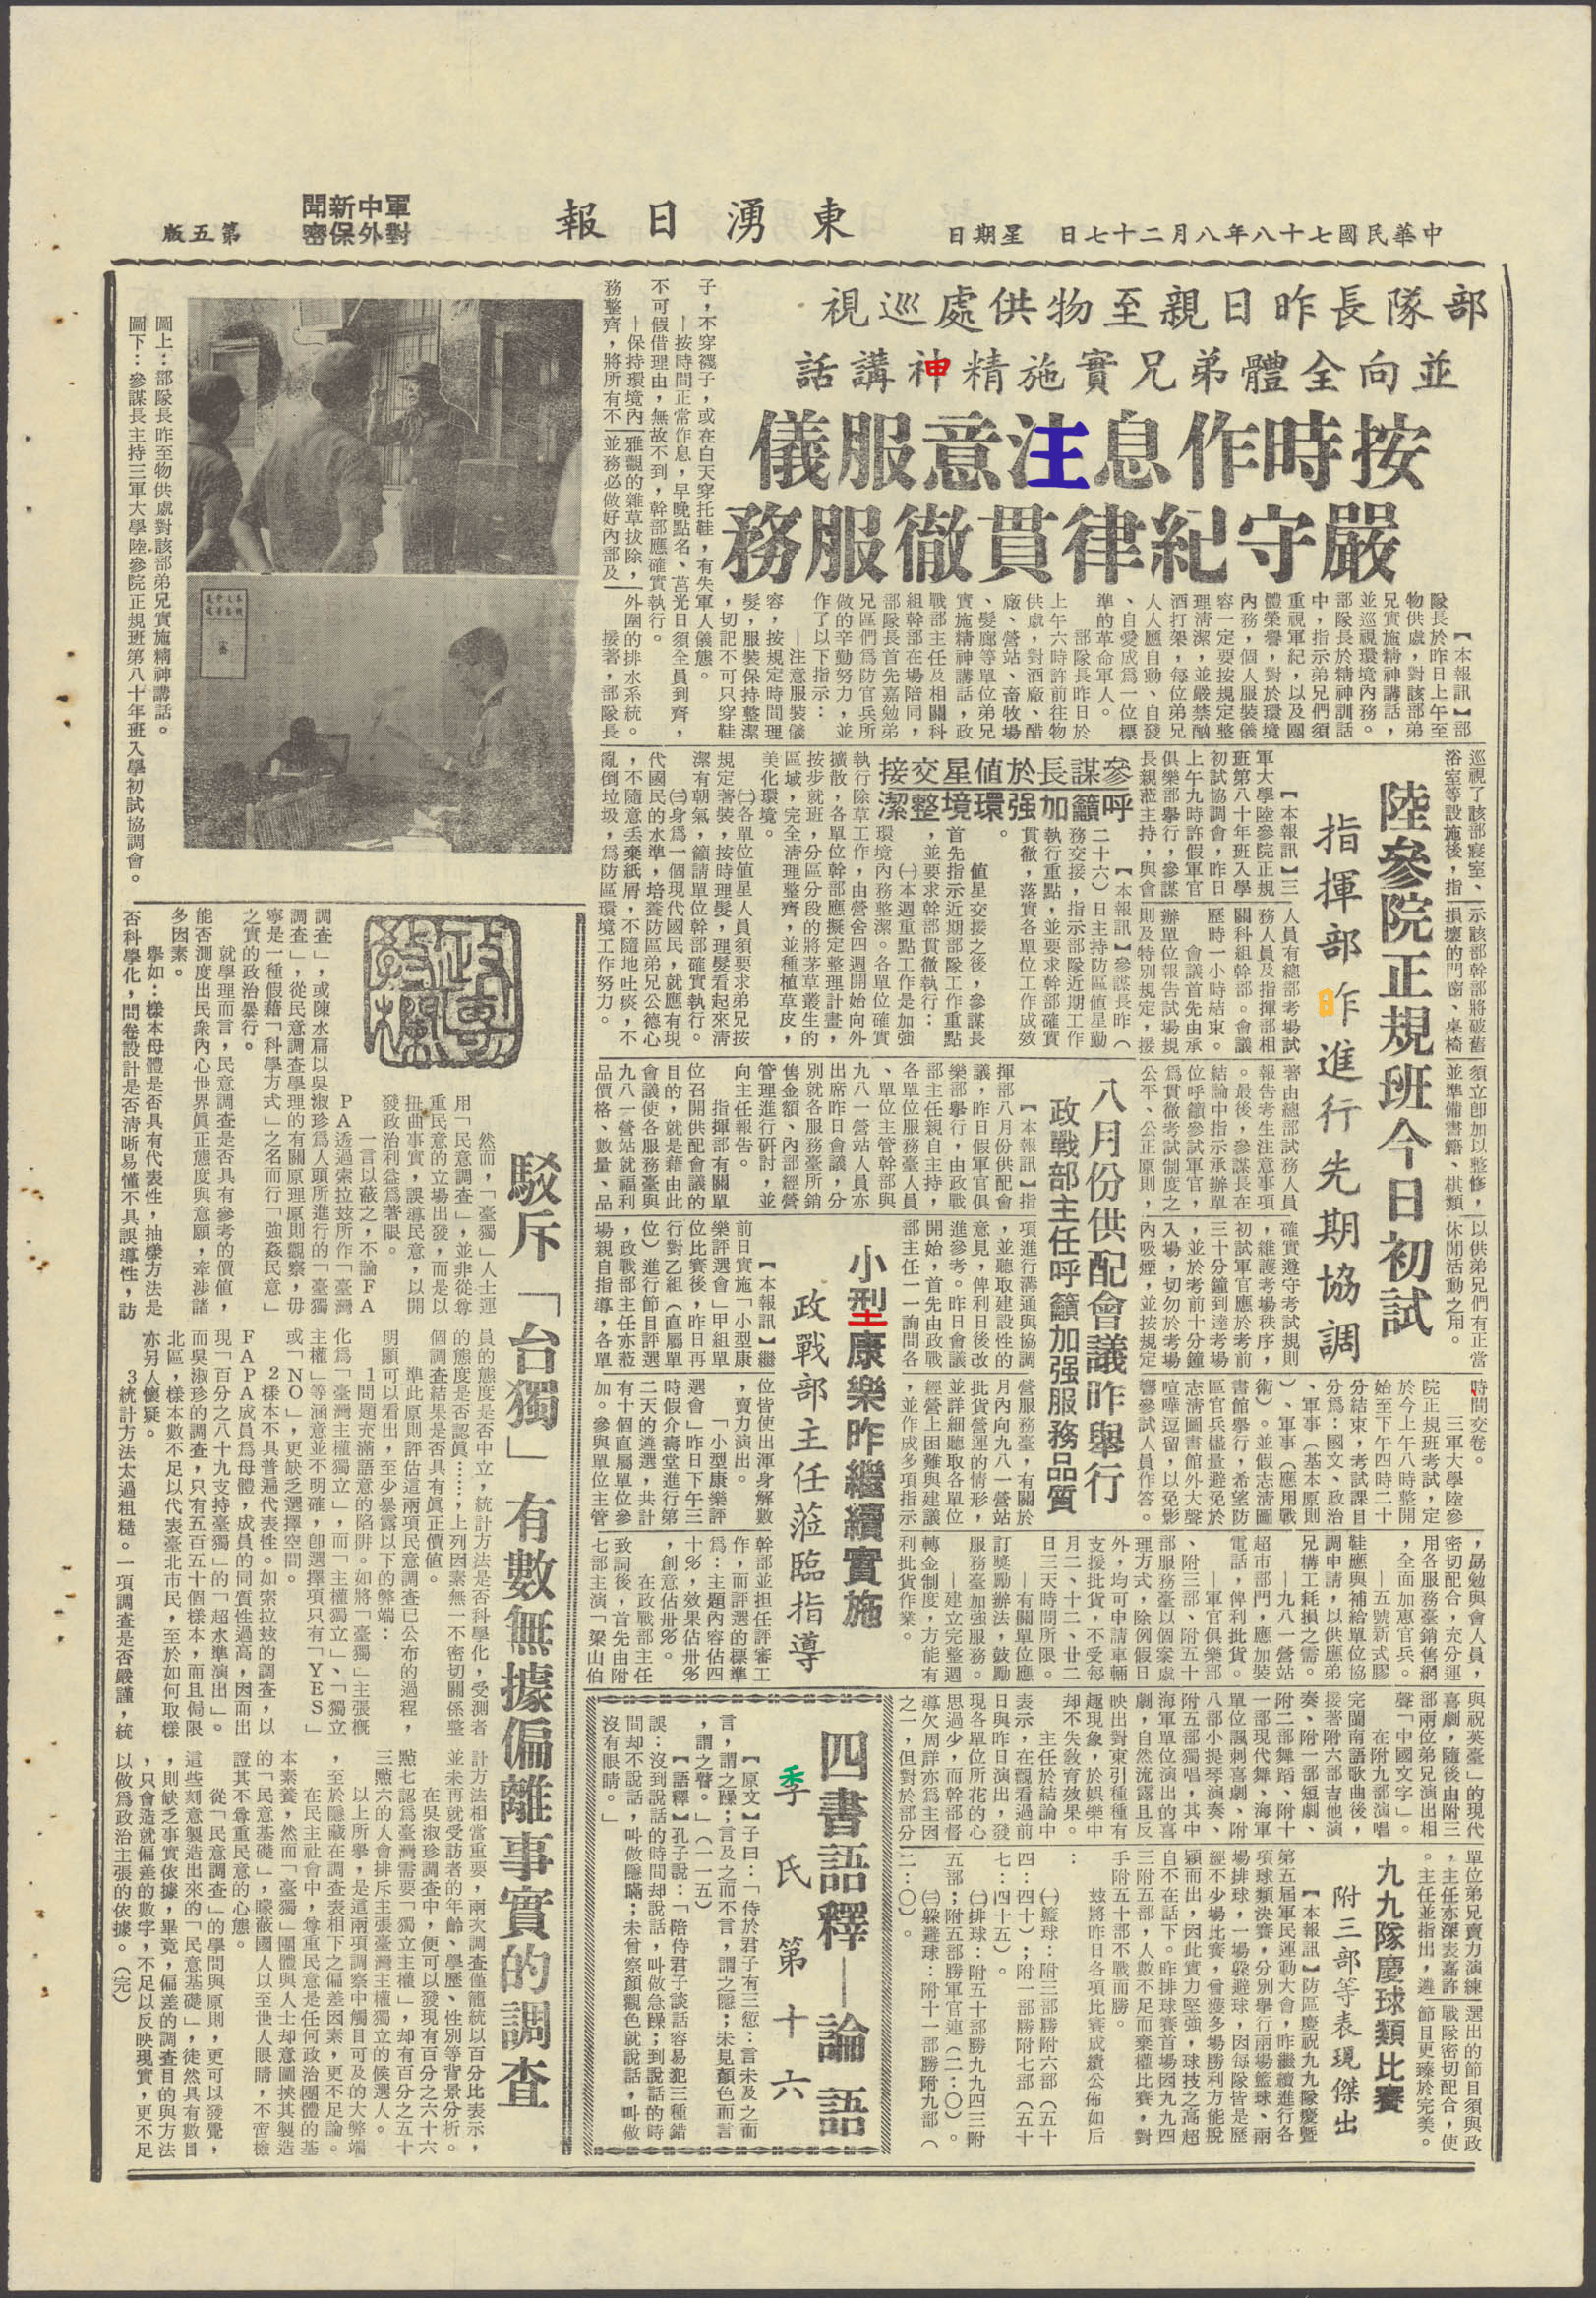 中華民國七十八年八月二十七日 星期日
東湧日報
軍中新聞
對外保密
第五版
部隊長昨日親至物供處巡視
並向全體弟兄實施精神講話
按時作息注意服儀
嚴守紀律貫徹服務
【本報訊】部
隊長於昨日上午至
物供處,對該部弟
兄實施精神講話,
並巡視環境內務。
部隊長於精神訓話
中,指示弟兄們須
重視軍紀,以及團
體榮譽,對於環境
內務,個人服裝儀
容一定要按規定整
理清潔,並嚴禁酗
酒打架,每位弟兄
人人應自動、自發
、自愛成為一位標
準的革命軍人。
部隊長昨日於
上午六時許前往物
供處,對酒廠、醋
廠、營站、畜牧場
、髮廊等單位弟兄
實施精神講話,政
戰部主任及相關科
組幹部在場陪同,
部隊長首先嘉勉弟
兄區們為防區官兵所
做的辛勤努力,並
作了以下指示:
—注意服裝儀
容,按規定時間理
髮,服裝保持整潔
,切記不可只穿鞋
子,不穿襪子,或在白天穿托鞋,有失軍人儀態。
—按時間正常作息,早晚點名、莒光日須全員到齊,
不可假借理由,無故不到,幹部應確實執行。
—保持環境內
務整齊,將所有不
雅觀的雜草拔除,
並務必做好內部及
外圍的排水系統。
接著,部隊長
巡視了該部寢室、
浴室等設施後,指
示該部幹部將破舊
損壞的門窗、桌椅
須立即加以整修,
並準備書籍、棋類
以供弟兄們有正當
休閒活動之用。
圖上:部隊長昨至物供處對該部弟兄實施精神講話。
圖下:參謀長主持三軍大學陸參院正規班第八十年班入學初試協調會。
陸參院正規班今日初試
指揮部昨進行先期協調
【本報訊】三
軍大學陸參院正規
班第八十年班入學
初試協調會,昨日
上午九時許假軍官
俱樂部舉行,參謀
長親蒞主持,與會
人員有總部考場試
務人員及指揮部相
關科組幹部。會議
歷時一小時結束。
會議首先由承
辦單位報告試場規
則及特別規定,接
著由總部試務人員
報告考生注意事項
。最後,參謀長在
結論中指示承辦單
位呼籲參試軍官,
為貫徹考試制度之
公平、公正原則,
確實遵守考試規則
,維護考場秩序,
初試軍官應於考前
三十分鐘到達考場
,並於考前十分鐘
入場,切勿於考場
內吸煙,並按規定
時間交卷。
三軍大學陸參
院正規班考試,定
於今上午八時整開
始至下午四時二十
分結束,考試課目
分為:國文、政治
、軍事(基本原則
)、軍事(應用戰
術)。並假志清圖
書館舉行,希望防
區官兵儘量避免於
志清圖書館外大聲
喧嘩逗留,以免影
響參試人員作答。
參謀長於值星交接
呼籲加强環境整潔
【本報訊】參謀長昨(
二十六)日主持防區值星勤
務交接,指示部隊近期工作
執行重點,並要求幹部確實
貫徹,落實各單位工作成效
。
值星交接之後,參謀長
首先指示近期部隊工作重點
,並要求幹部貫徹執行:
㈠本週重點工作是加強
環境內務整潔。各單位確實
執行除草工作,由營舍四週開始向外
擴散,各單位幹部應擬定整理計畫,
按步就班,分區分段的將茅草叢生的
區域,完全清理整齊,並種植草皮,
美化環境。
㈡各單位值星人員須要求弟兄按
規定著裝,按時理髮,理髮看起來清
潔有朝氣,籲請單位幹部確實執行。
㈢身為一個現代國民,就應有現
代國民的水準,培養防區弟兄公德心
,不隨意丟棄紙屑,不隨地吐痰,不
亂倒垃圾,為防區環境工作努力。
八月份供配會議昨舉行
政戰部主任呼籲加强服務品質
【本報訊】指
揮部八月份供配會
議,昨日假軍官俱
樂部舉行,由政戰
部主任親自主持,
各單位服務臺人員
、單位主管幹部與
九八一營站人員亦
出席昨日會議,分
別就各服務臺所銷
售金額、內部經營
管理進行研討,並
向主任報告。
指揮部有關單
位召開供配會議的
目的,就是藉由此
會議使各服務臺與
九八一營站就福利
品價格、數量、品
項進行溝通與協調
,並聽取建設性的
意見,俾利日後改
進參考。昨日會議
開始,首先由政戰
部主任一一詢問各
營服務臺,有關於
月內向九八一營站
批貨營運的情形,
並詳細聽取各單位
經營上困難與建議
,並作成多項指示
,勗勉與會人員,
密切配合,充分運
用各服務臺銷售網
,全面加惠官兵。
—五號新式膠
鞋應與補給單位協
調申請,以供應弟
兄構工耗損之需。
—九八一營站
超市部門,應加裝
電話,俾利批貨。
—軍官俱樂部
、附三部、附五十
部服務臺以個案處
理方式,除例假日
外,均可申請車輛
支援批貨,不受每
月二、十二、廿二
日三天時間所限。
—有關單位應
訂獎勵辦法,鼓勵
服務臺加強服務。
—建立完整週
轉金制度,方能有
利批貨作業。
小型康樂昨繼續實施
政戰部主任蒞臨指導
【本報訊】繼
前日實施「小型康
樂評選會」甲組單
位比賽後,昨日再
行對乙組(直屬單
位)進行節目評選
,政戰部主任亦蒞
場親自指導,各單
位皆使出渾身解數
,賣力演出。
「小型康樂評
選會」昨日下午三
時假介壽堂進行第
二天的遴選,共計
有十個直屬單位參
加。參與單位主管
幹部並担任評審工
作,而評選的標準
為:主題內容佔四
十%,效果佔卅%
,創意佔卅%。
在政戰部主任
致詞後,首先由附
七部主演「梁山伯
與祝英臺」的現代
喜劇,隨後由附三
部兩位弟兄演出相
聲「中國文字」。
在附九部演唱
完閩南語歌曲後,
接著附六部吉他演
奏、附一部短劇、
附二部舞蹈、附十
一部現代舞、海軍
單位諷刺喜劇、附
八部小提琴演奏、
附五部獨唱,其中
海軍單位演出的喜
劇,自然流露且反
映出對東引種種有
趣現象,於娛樂中
却不失教育效果。
主任於結論中
表示,在觀看過前
日與昨日演出,發
現各單位所花的心
思過少,而幹部督
導欠周詳亦為主因
之一,但對於部分
單位弟兄賣力演練
,主任亦深表嘉許
。主任並指出,遴
選出的節目須與政
戰隊密切配合,使
節目更臻於完美。
九九隊慶球類比賽
附三部等表現傑出
【本報訊】防區慶祝九九隊慶暨
第五屆軍民運動大會,昨繼續進行各
項球類決賽,分別舉行兩場籃球、兩
場排球,一場躲避球,因每隊皆是歷
經不少場比賽,曾獲多場勝利方能脫
穎而出,因此實力堅強,球技之高超
自不在話下。昨排球賽首場因九九四
三附五部,人數不足而棄權比賽,對
手附五十部不戰而勝。
玆將昨日各項比賽成績公佈如后
:
㈠籃球:附三部勝附六部(五十
四:四十);附一部勝附七部(五十
七:四十五)。
㈡排球:附五十部勝九九四三附
五部;附五部勝軍官連(二:〇)。
㈢躲避球:附十一部勝附九部(
二:〇)。
四書語釋—論語
季氏第十六
【原文】子曰:「侍於君子有三愆:言未及之而
言,謂之躁;言及之而不言,謂之隱;未見顏色而言
,謂之瞽。」(一一五)
【語釋】孔子說:「陪侍君子談話容易犯三種錯
誤:沒到說話的時間却說話,叫做急躁;到說話的時
間却不說話,叫做隱瞞;未曾察顏觀色就說話,叫做
沒有眼睛。」
政專
欄
駁斥「台獨」有數無據偏離事實的調查
然而,「臺獨」人士運
用「民意調查」,並非從尊
重民意的立場出發,而是以
扭曲事實,誤導民意,以開
發政治利益為著眼。
一言以蔽之,不論FA
PA透過索拉玆所作「臺灣
調查」,或陳水扁以吳淑珍為人頭所進行的「臺獨
調查」,從民意調查學理的有關原理原則觀察,毋
寧是一種假藉「科學方式」之名而行「強姦民意」
之實的政治暴行。
就學理而言,民意調查是否具有參考的價值,
能否測度出民衆內心世界眞正態度與意願,牽涉諸
多因素。
舉如:樣本母體是否具有代表性,抽樣方法是
否科學化,問卷設計是否清晰易懂不具誤導性,訪
員的態度是否中立,統計方法是否科學化,受測者
的態度是否認眞……,上列因素無一不密切關係整
個調查結果是否具有眞正價值。
準此原則評估這兩項民意調查已公布的過程,
明顯可以看出,至少暴露以下的弊端:
1問題充滿語意的陷阱。如將「臺獨」主張概
化為「臺灣主權獨立」,而「主權獨立」、「獨立
主權」等涵意並不明確,卽選擇項只有「YES」
或「NO」,更缺乏選擇空間。
2樣本不具普遍代表性。如索拉玆的調查,以
FAPA成員為母體,成員的同質性過高,因而出
現「百分之八十九支持臺獨」的「超水準演出」。
而吳淑珍的調查,只有五百五十個樣本,而且侷限
北區,樣本數不足以代表臺北市民,至於如何取樣
亦另人懷疑。
3統計方法太過粗糙。一項調查是否嚴謹,統
計方法相當重要,兩次調查僅籠統以百分比表示,
並未再就受訪者的年齡、學歷、性別等背景分析。
在吳淑珍調查中,便可以發現有百分之六十六
點七認為臺灣需要「獨立主權」,却有百分之五十
三點六的人會排斥主張臺灣主權獨立的候選人。
以上所舉,是這兩項調察中觸目可及的大弊端
,至於隱藏在調查表相下之偏差因素,更不足論。
在民主社會中,尊重民意是任何政治團體的基
本素養,然而「臺獨」團體與人士却意圖挾其製造
的「民意基礎」,矇蔽國人以至世人眼睛,不啻檢
證其不尊重民意的心態。
從「民意調查」的學問與原則,更可以發覺,
這些刻意製造出來的「民意基礎」,徒然具有數目
,則缺乏事實依據,畢竟,偏差的調查目的與方法
,只會造就偏差的數字,不足以反映現實,更不足
以做為政治主張的依據。(完)